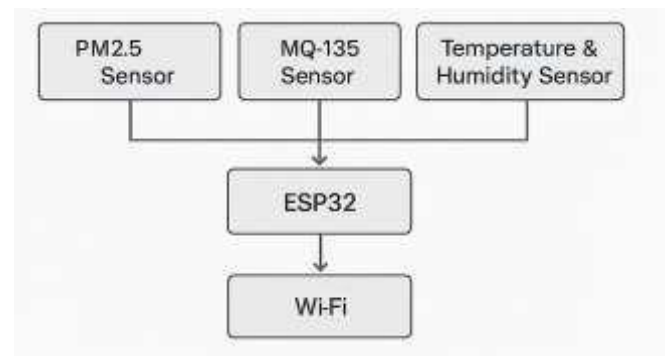 PM2.5
Sensor
MQ-135
Sensor
Temperature &
Humidity Sensor
ESP32
Wi-Fi